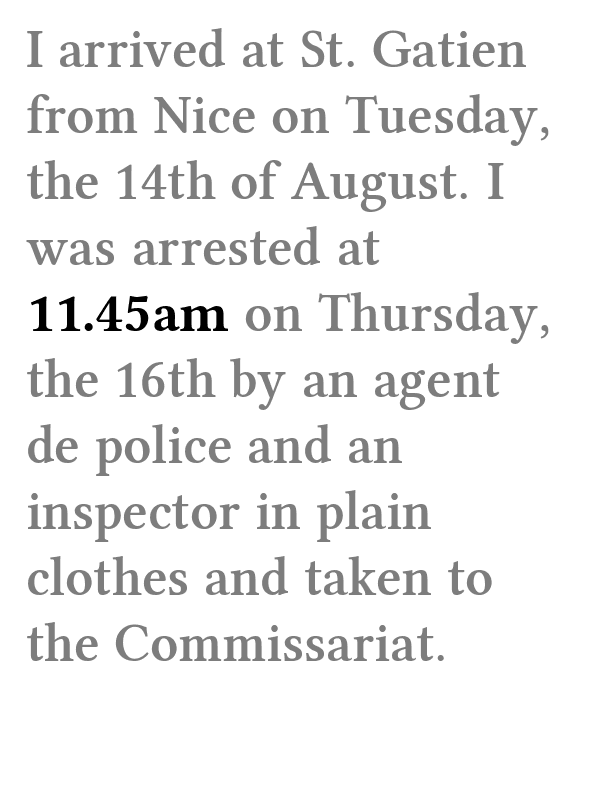 I arrived at St. Gatien
from Nice on Tuesday,
the 14th of August. I
was arrested at
11.45am on Thursday,
the 16th by an agent
de police and an
inspector in plain
clothes and taken to
the Commissariat.